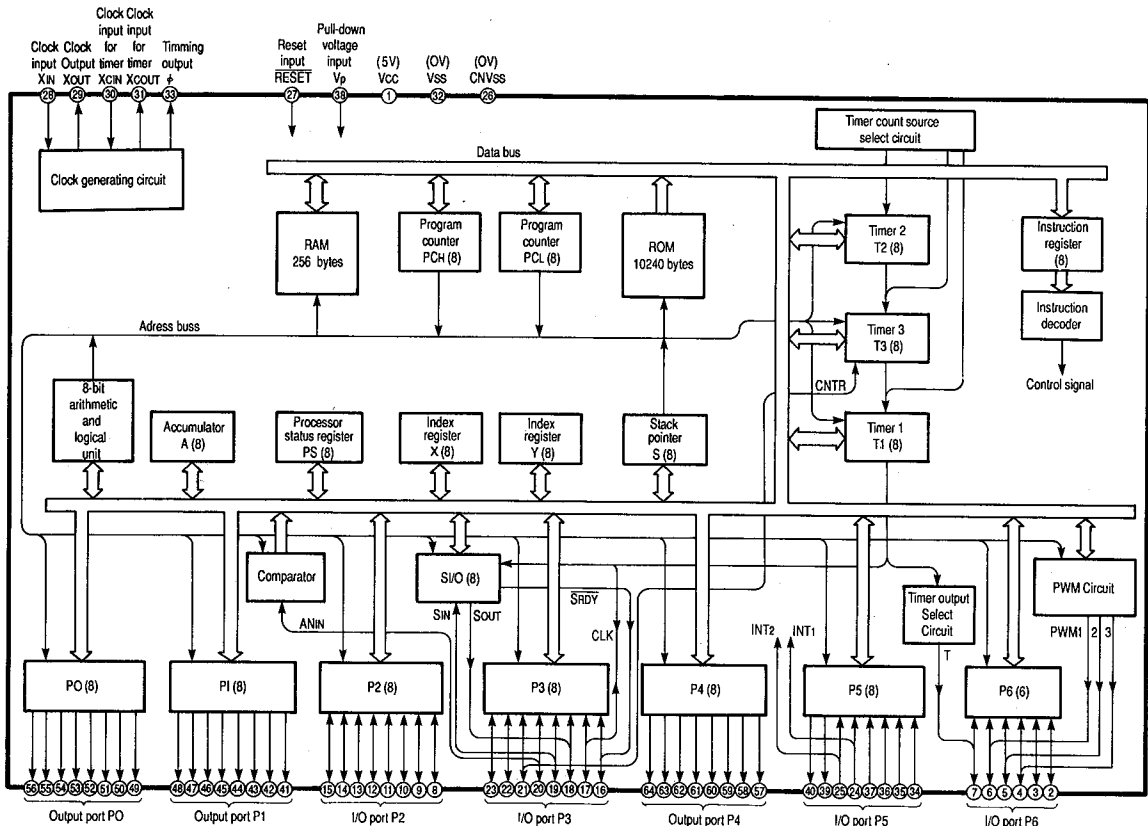 Clock input XIN
Clock Output XOUT
Clock input for timer XCIN
Clock input for timer XCOUT
Timming output ϕ
Reset input RESET
Pull-down voltage input VP
(5V) VCC
(OV) VSS
(OV) CNVSS
28 29 30 31 33 27 38 1 32 26
Clock generating circuit
Data bus
Timer count source select circuit
RAM 256 bytes
Program counter PCH (8)
Program counter PCL (8)
ROM 10240 bytes
Timer 2 T2 (8)
Instruction register (8)
Adress buss
Timer 3 T3 (8)
Instruction decoder
CNTR
Control signal
8-bit arithmetic and logical unit
Accumulator A (8)
Processor status register PS (8)
Index register X (8)
Index register Y (8)
Stack pointer S (8)
Timer 1 T1 (8)
Comparator
SI/O (8)
Timer output Select Circuit
PWM Circuit
ANIN
SIN
SOUT
SRDY
CLK
INT2
INT1
T
PWM1 2 3
PO (8)
PI (8)
P2 (8)
P3 (8)
P4 (8)
P5 (8)
P6 (6)
56 55 54 53 52 51 50 49
48 47 46 45 44 43 42 41
15 14 13 12 11 10 9 8
23 22 21 20 19 18 17 16
64 63 62 61 60 59 58 57
40 39 25 24 37 36 35 34
7 6 5 4 3 2
Output port PO
Output port P1
I/O port P2
I/O port P3
Output port P4
I/O port P5
I/O port P6